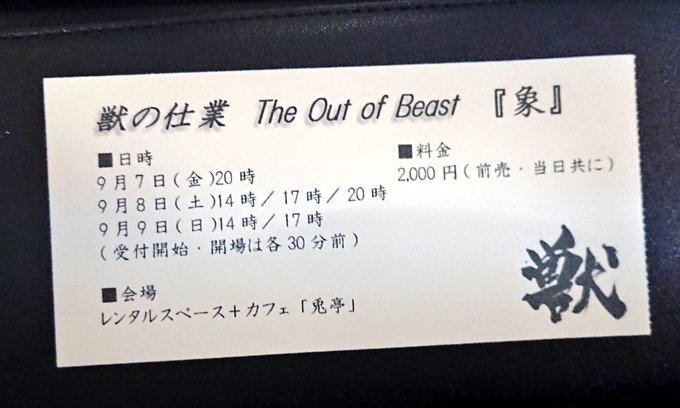 獣の仕業 The Out of Beast 『象』
■日時
9月7日(金)20時
9月8日(土)14時／17時／20時
9月9日(日)14時／17時
(受付開始・開場は各30分前)
■料金
2,000円(前売・当日共に)
■会場
レンタルスペース+カフェ「兎亭」
獣